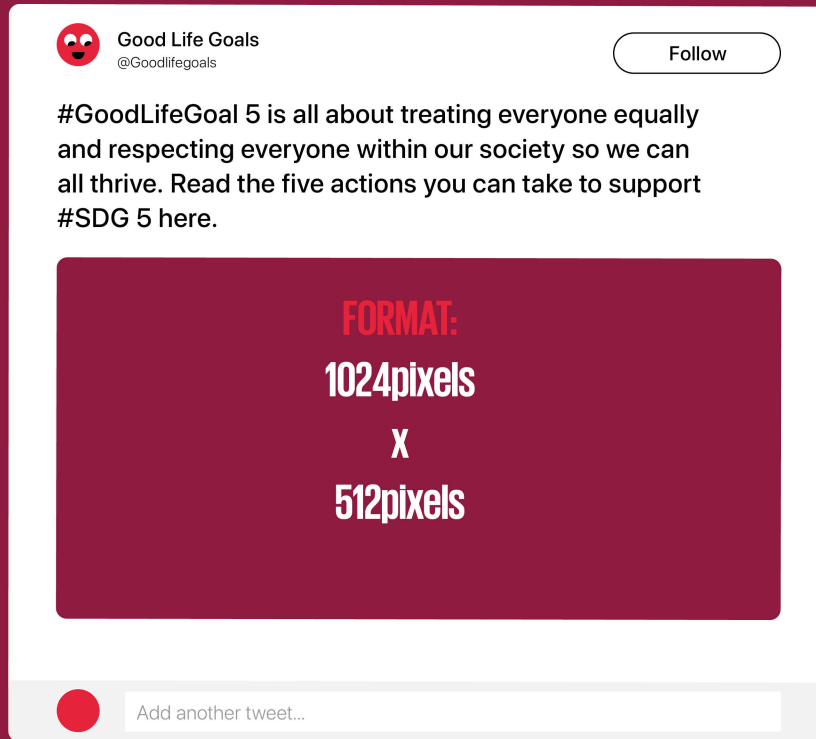 Good Life Goals
@Goodlifegoals
Follow
#GoodLifeGoal 5 is all about treating everyone equally
and respecting everyone within our society so we can
all thrive. Read the five actions you can take to support
#SDG 5 here.
FORMAT:
1024pixels
x
512pixels
Add another tweet...